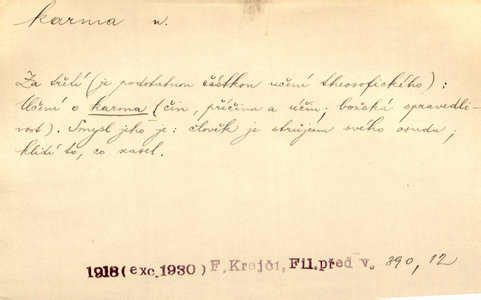 karma n.
Za třetí (je podstatnou částkou učení theosofického):
Učení o karma (čin, příčina a účin; božská spravedli-
vost). Smysl jeho je: člověk je strůjcem svého osudu;
klidí to, co zasel.
1918 (exc. 1930) F. Krejčí, Fil. před v. 390, 12